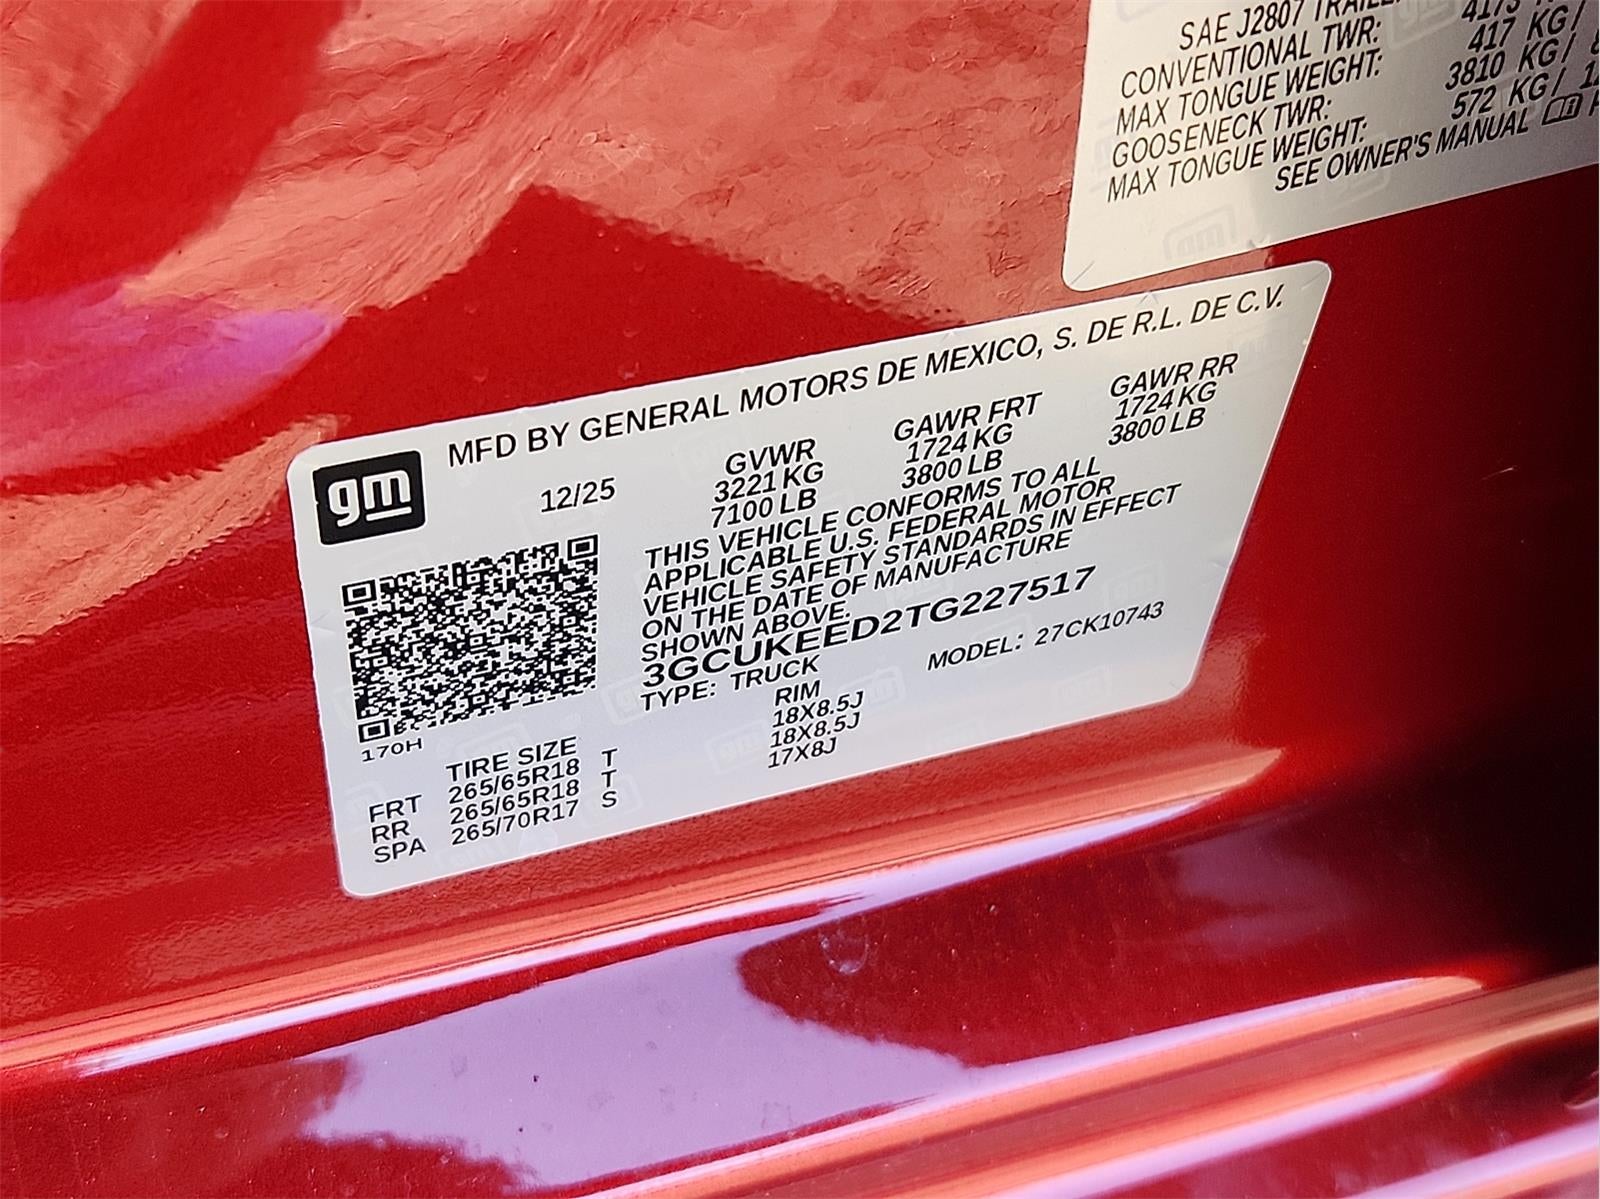 SAE J2807
CONVENTIONAL TWR: 417 KG/
MAX TONGUE WEIGHT:
GOOSENECK TWR: 3810 KG/
MAX TONGUE WEIGHT: 572 KG/
SEE OWNER'S MANUAL
MFD BY GENERAL MOTORS DE MEXICO, S. DE R.L. DE C.V.
gm
12/25
GVWR GAWR FRT GAWR RR
3221 KG 1724 KG 1724 KG
7100 LB 3800 LB 3800 LB
THIS VEHICLE CONFORMS TO ALL
APPLICABLE U.S. FEDERAL MOTOR
VEHICLE SAFETY STANDARDS IN EFFECT
ON THE DATE OF MANUFACTURE
SHOWN ABOVE.
3GCUKEED2TG227517
TYPE: TRUCK MODEL: 27CK10743
170H
TIRE SIZE RIM
FRT 265/65R18 T 18X8.5J
RR 265/65R18 T 18X8.5J
SPA 265/70R17 S 17X8J